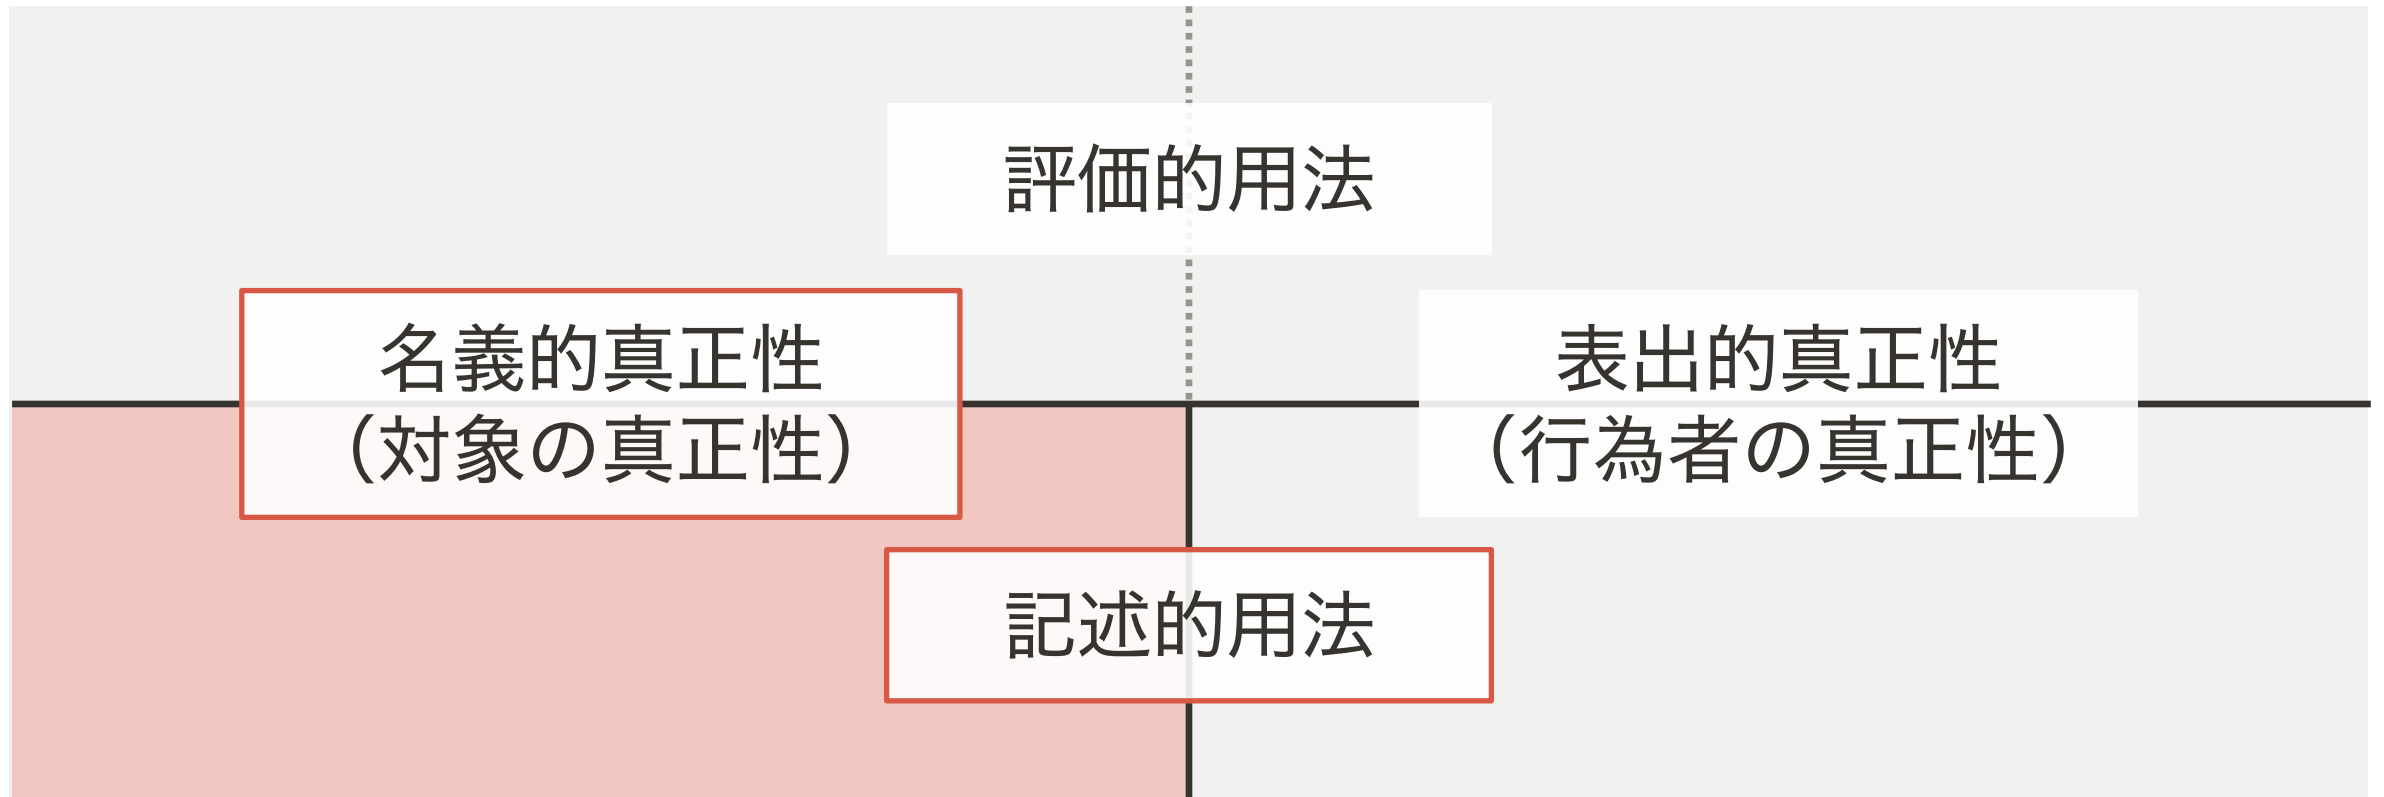 評価的用法
名義的真正性
（対象の真正性）
表出的真正性
（行為者の真正性）
記述的用法